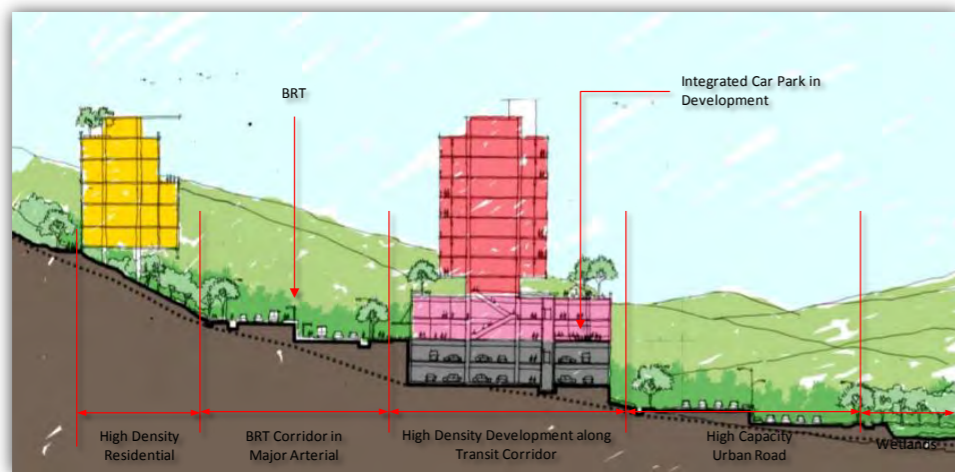 BRT
Integrated Car Park in
Development
High Density
Residential
BRT Corridor in
Major Arterial
High Density Development along
Transit Corridor
High Capacity
Urban Road
Wetlands